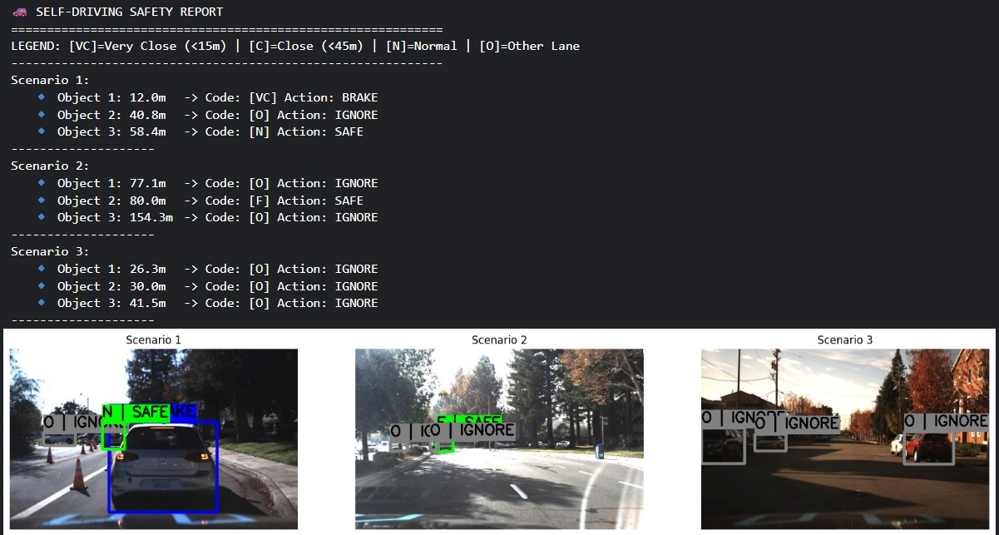 🚗 SELF-DRIVING SAFETY REPORT
============================================================
LEGEND: [VC]=Very Close (<15m) | [C]=Close (<45m) | [N]=Normal | [O]=Other Lane
------------------------------------------------------------
Scenario 1:
🔹 Object 1: 12.0m -> Code: [VC] Action: BRAKE
🔹 Object 2: 40.8m -> Code: [O] Action: IGNORE
🔹 Object 3: 58.4m -> Code: [N] Action: SAFE
--------------------
Scenario 2:
🔹 Object 1: 77.1m -> Code: [O] Action: IGNORE
🔹 Object 2: 80.0m -> Code: [F] Action: SAFE
🔹 Object 3: 154.3m -> Code: [O] Action: IGNORE
--------------------
Scenario 3:
🔹 Object 1: 26.3m -> Code: [O] Action: IGNORE
🔹 Object 2: 30.0m -> Code: [O] Action: IGNORE
🔹 Object 3: 41.5m -> Code: [O] Action: IGNORE
--------------------
Scenario 1 Scenario 2 Scenario 3
N | SAFE
O | IGN
F | SAFE
O | IGNORE
O | IGNOR
O | IGNORE
O | IGNORE